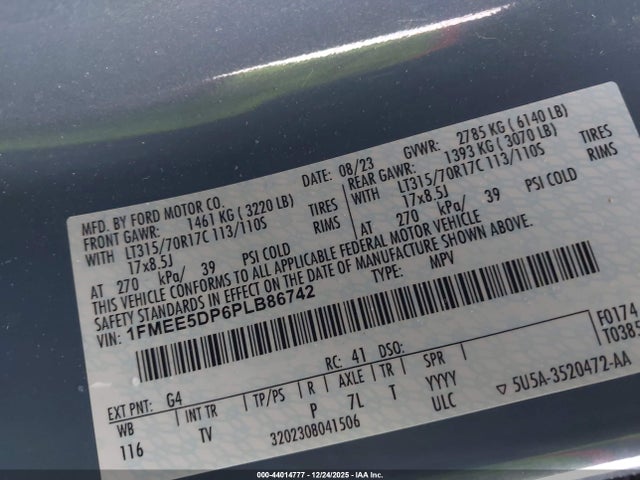 MFD. BY FORD MOTOR CO.
DATE: 08/23 GVWR: 2785 KG ( 6140 LB)
FRONT GAWR: 1461 KG ( 3220 LB) REAR GAWR: 1393 KG ( 3070 LB)
WITH LT315/70R17C 113/110S TIRES WITH LT315/70R17C 113/110S TIRES
17x8.5J RIMS 17x8.5J RIMS
AT 270 kPa/ 39 PSI COLD AT 270 kPa/ 39 PSI COLD
THIS VEHICLE CONFORMS TO ALL APPLICABLE FEDERAL MOTOR VEHICLE
SAFETY STANDARDS IN EFFECT ON THE DATE OF MANUFACTURE SHOWN ABOVE.
VIN: 1FMEE5DP6PLB86742 TYPE: MPV
F0174
T0385
EXT PNT: G4 RC: 41 DSO:
WB INT TR TP/PS R AXLE TR SPR
116 TV P 7L T YYYY
ULC
3202308041506
▽ 5U5A-3520472-AA
000-44014777 - 12/24/2025 - IAAI.COM